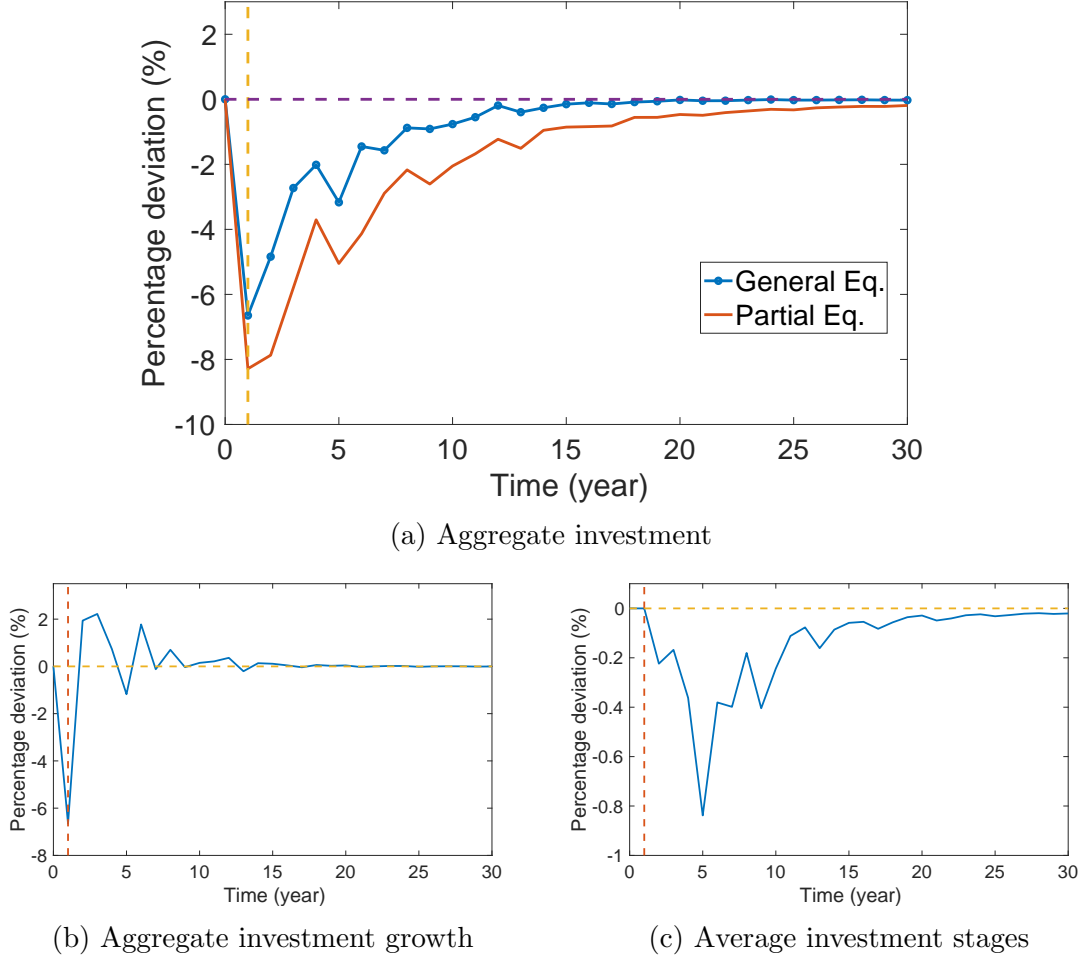 Percentage deviation (%)
2
0
-2
-4
-6
-8
-10
General Eq.
Partial Eq.
0 5 10 15 20 25 30
Time (year)
(a) Aggregate investment
Percentage deviation (%)
2
0
-2
-4
-6
-8
0 5 10 15 20 25 30
Time (year)
(b) Aggregate investment growth
Percentage deviation (%)
0
-0.2
-0.4
-0.6
-0.8
-1
0 5 10 15 20 25 30
Time (year)
(c) Average investment stages